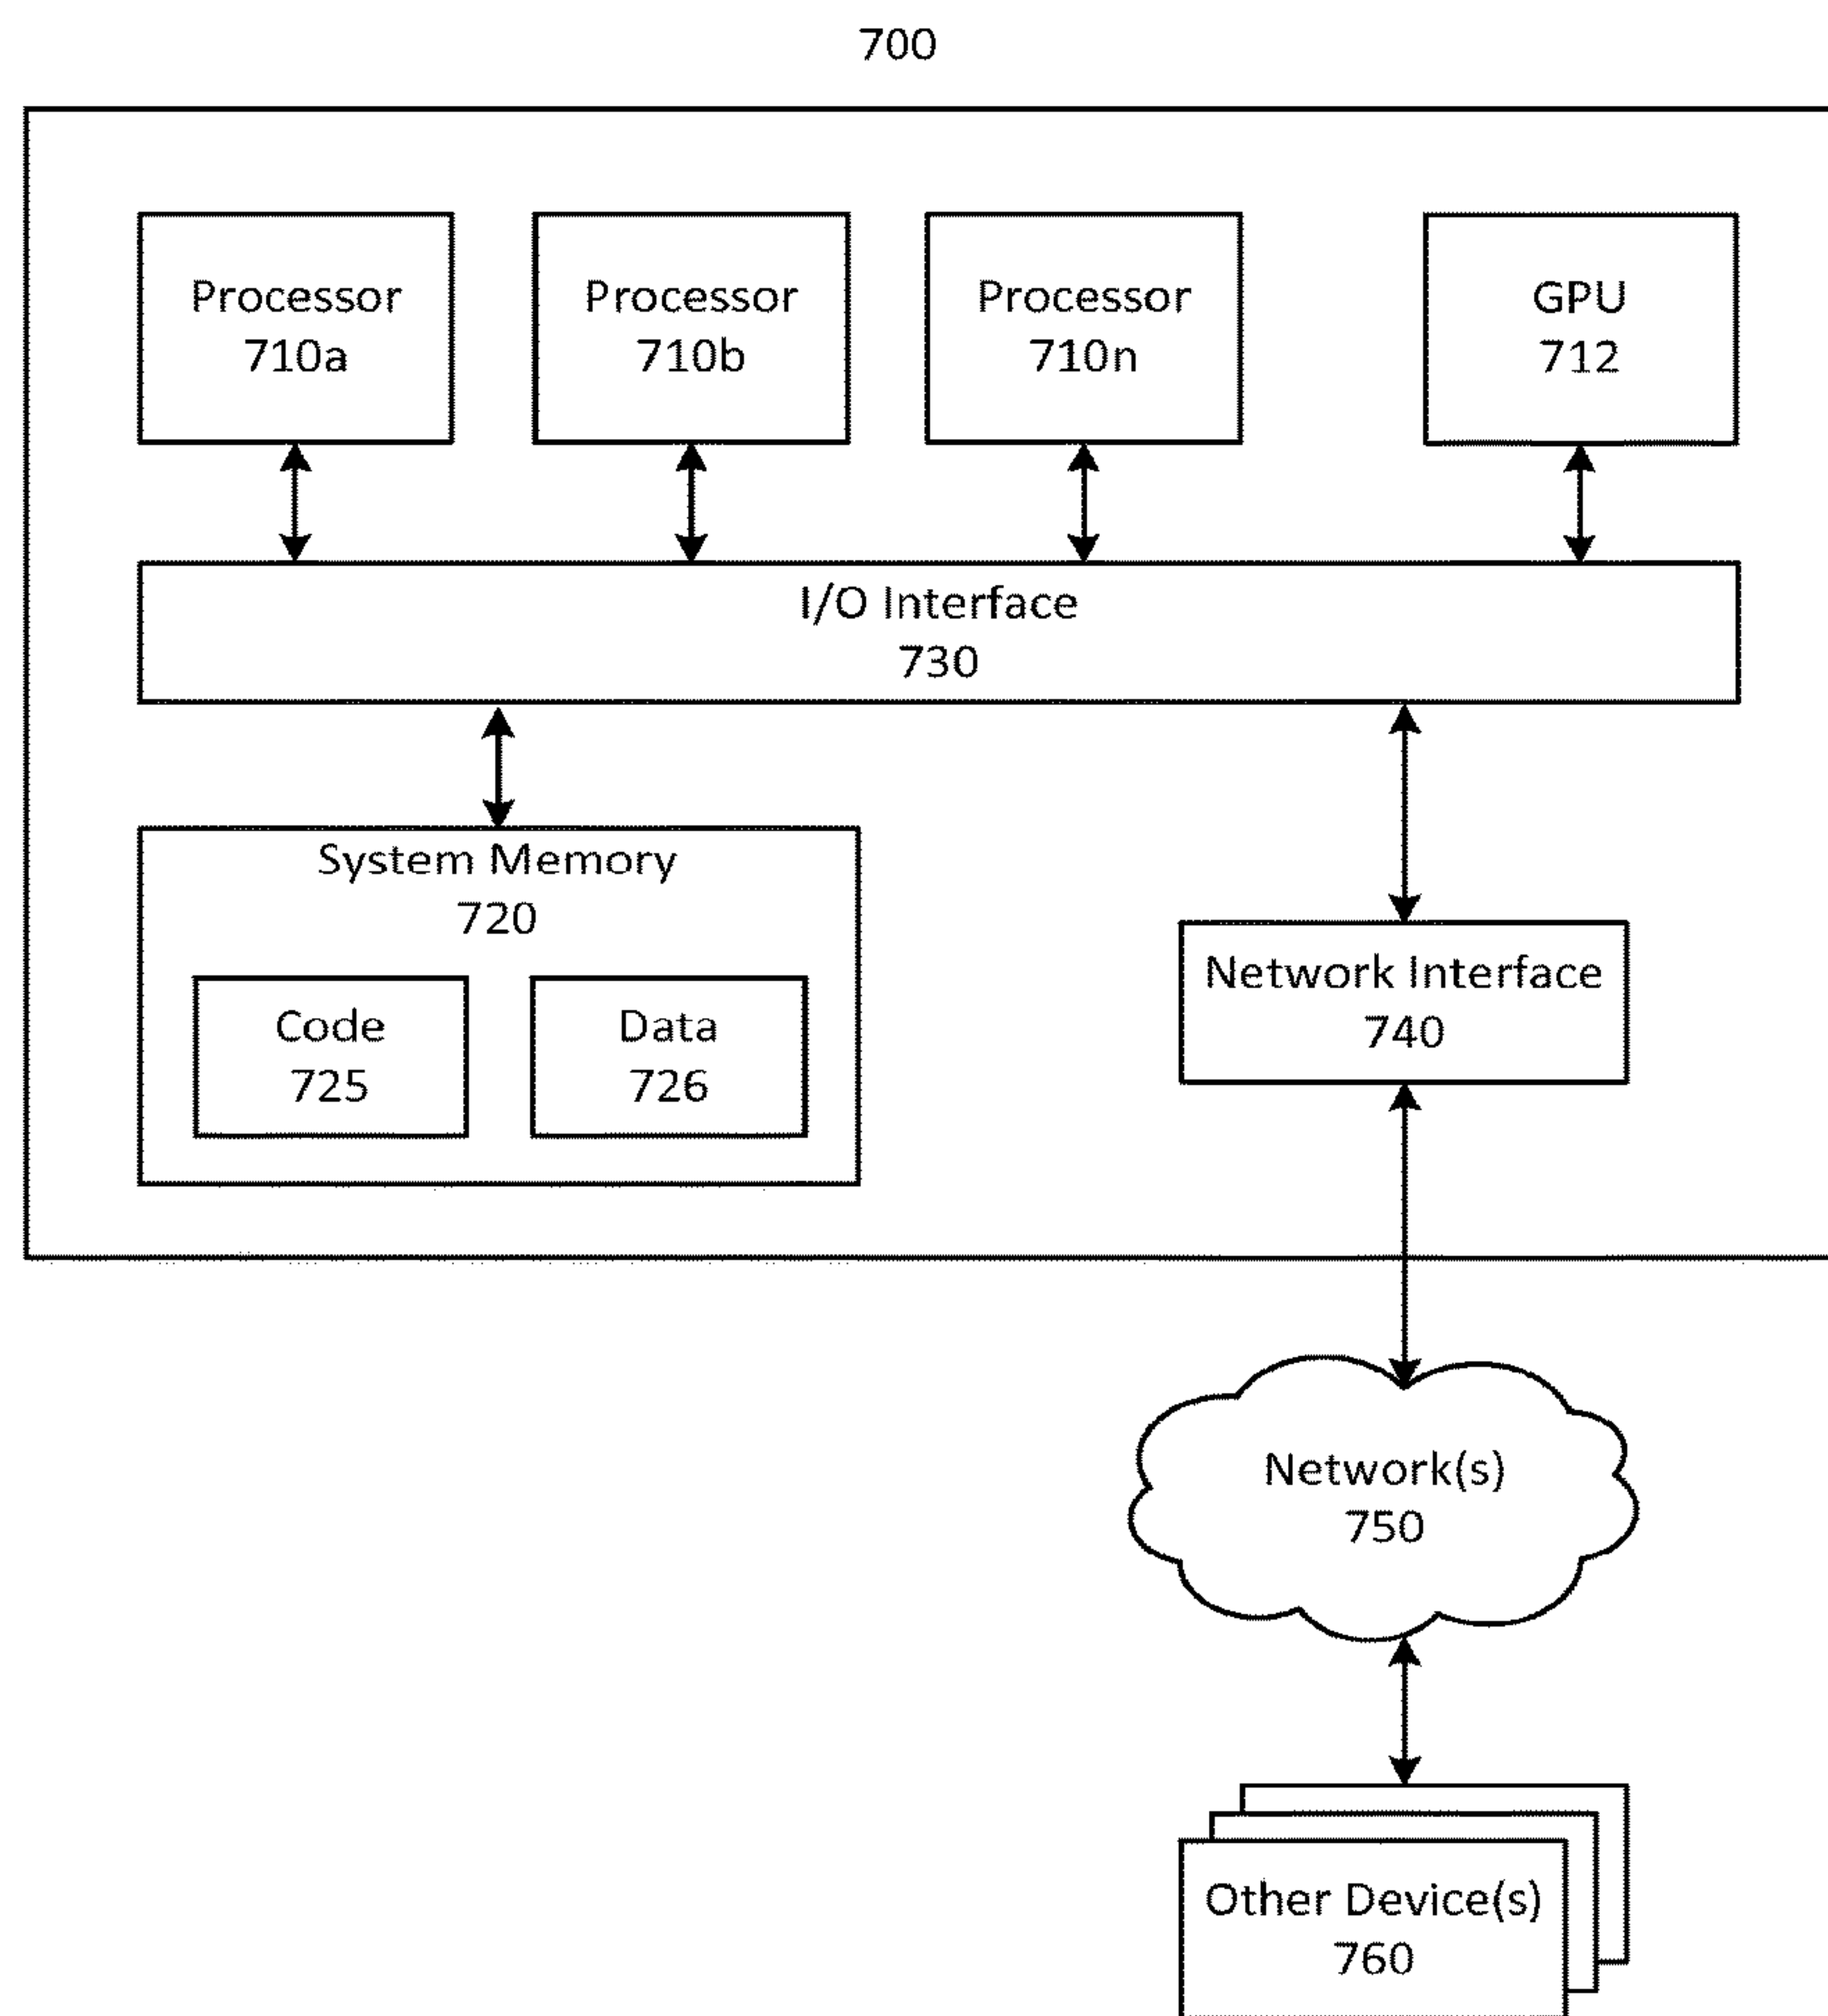 700
Processor
710a
Processor
710b
Processor
710n
GPU
712
I/O Interface
730
System Memory
720
Code
725
Data
726
Network Interface
740
Network(s)
750
Other Device(s)
760